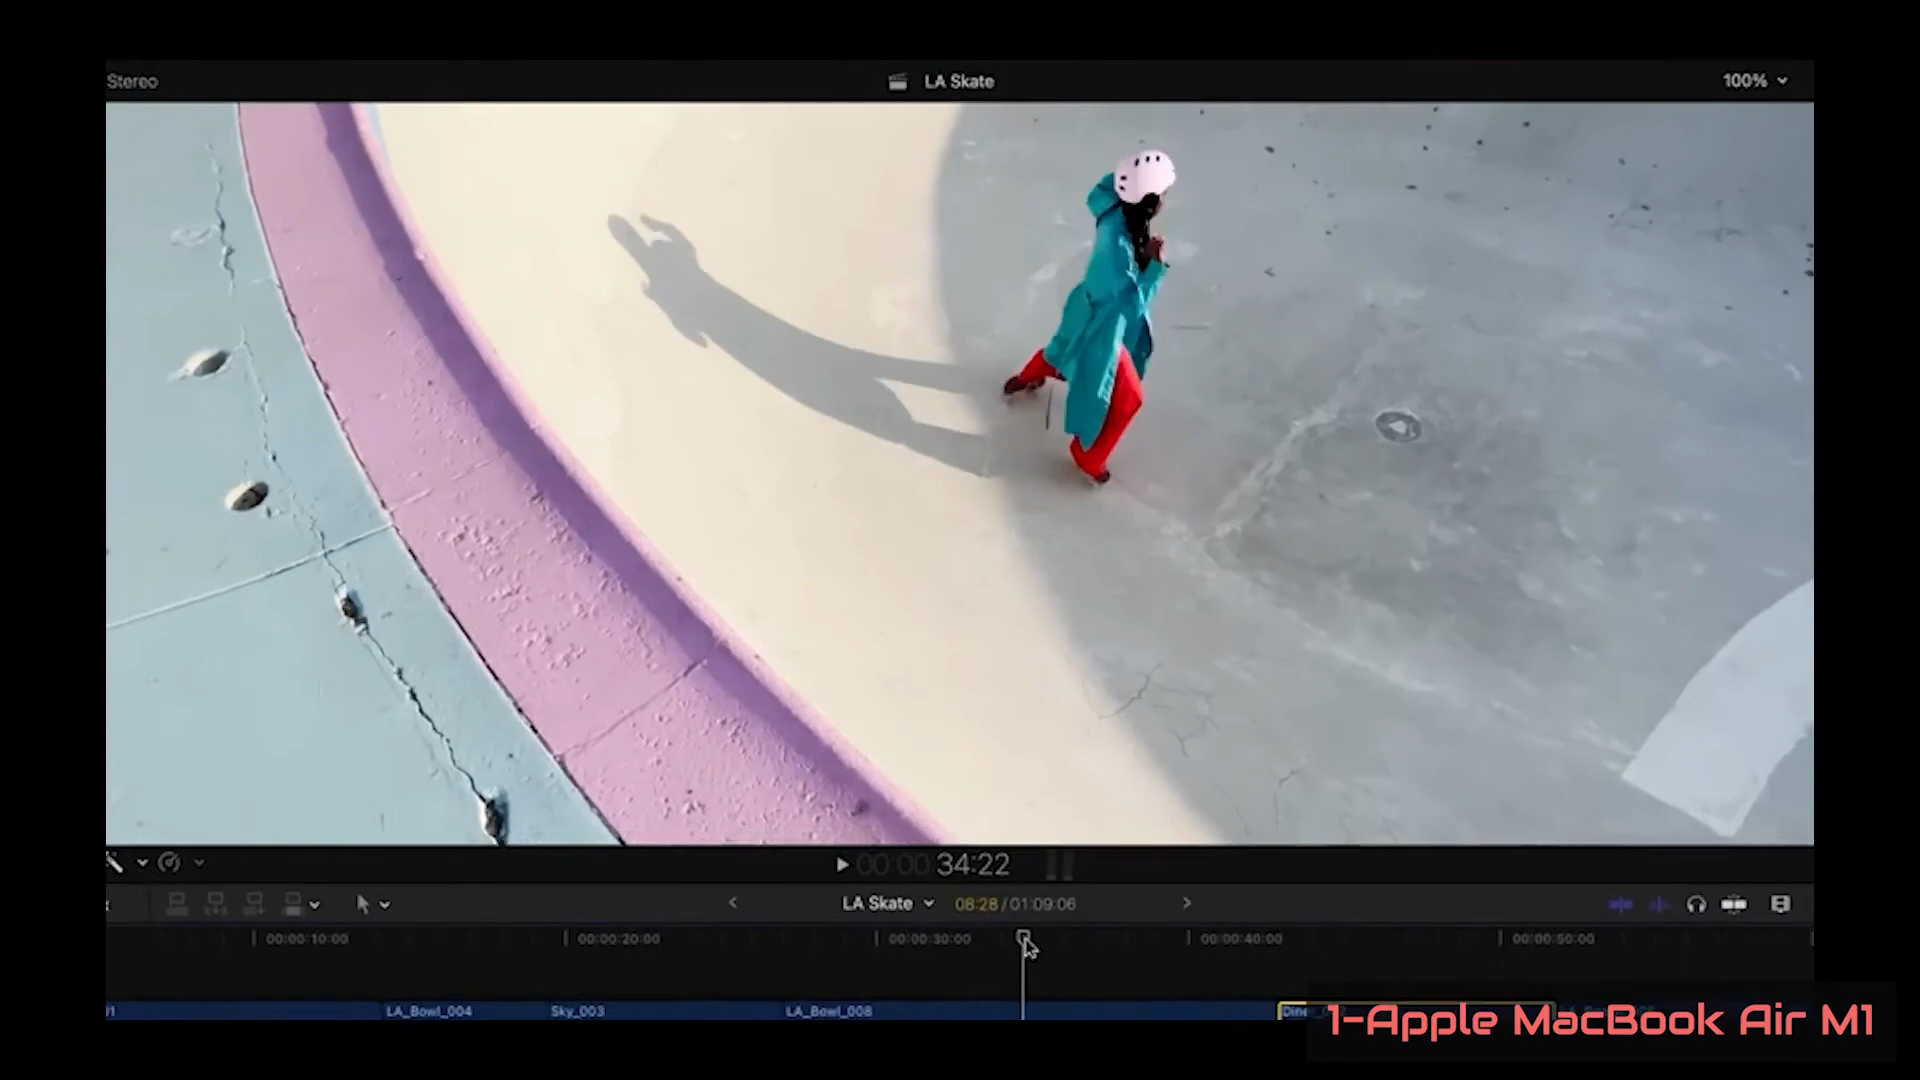 Stereo
LA Skate
100%
00:00 34:22
LA Skate
08:28 / 01:09:06
00:00:10:00
00:00:20:00
00:00:30:00
00:00:40:00
00:00:50:00
LA_Bowl_004
Sky_003
LA_Bowl_008
1-Apple MacBook Air M1